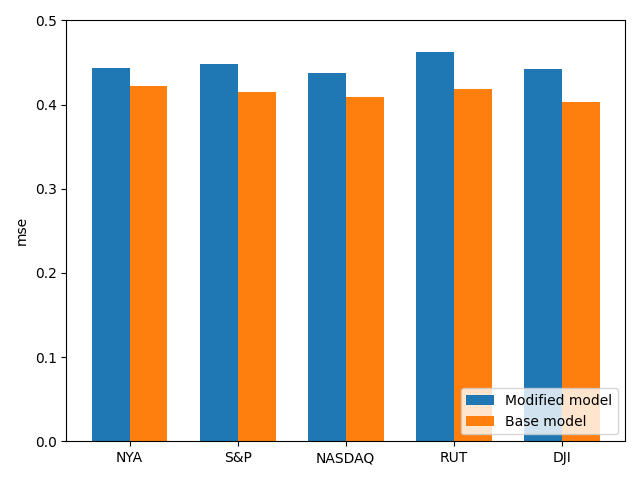 0.5
0.4
0.3
0.2
0.1
0.0
mse
NYA
S&P
NASDAQ
RUT
DJI
Modified model
Base model